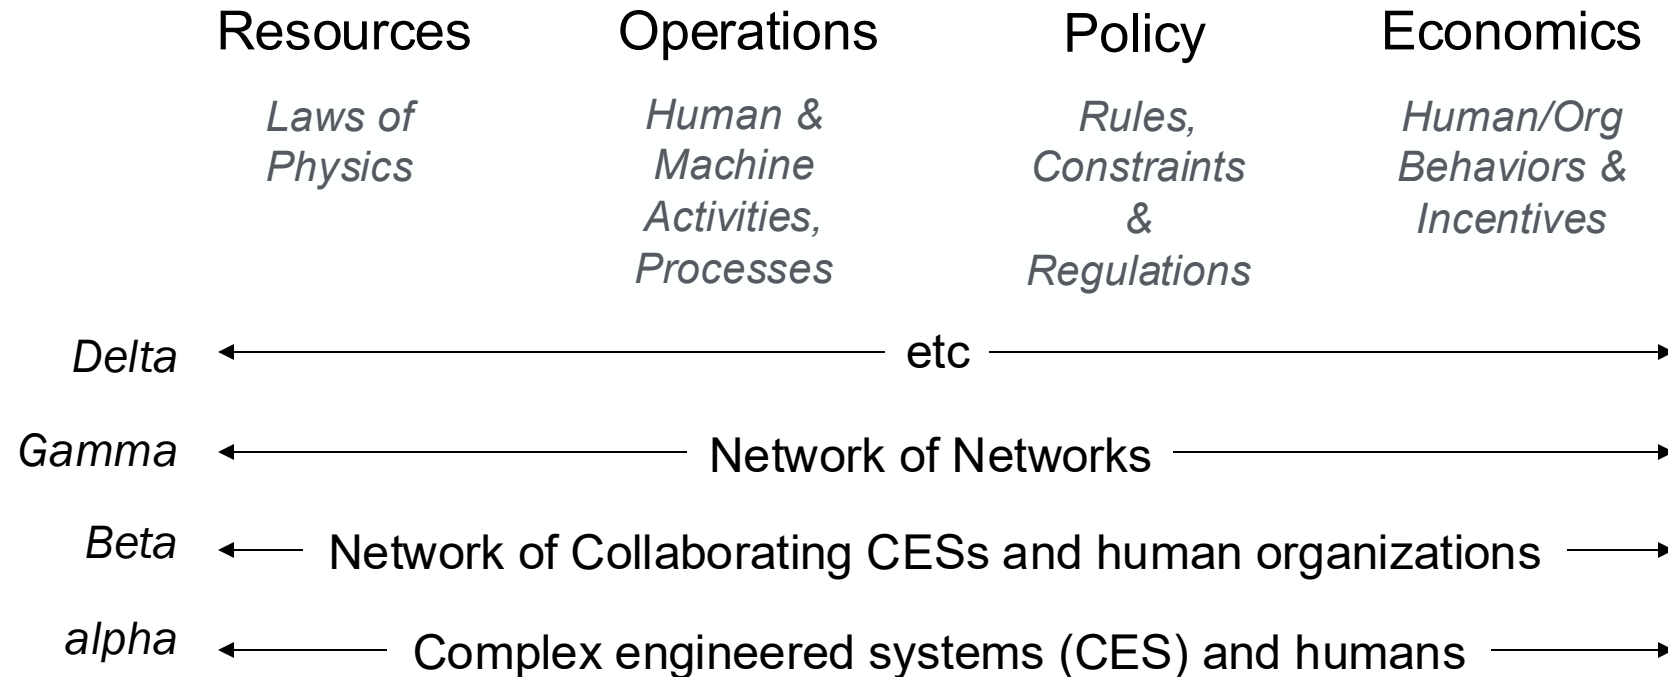 Resources Operations Policy Economics
Laws of
Physics
Human &
Machine
Activities,
Processes
Rules,
Constraints
&
Regulations
Human/Org
Behaviors &
Incentives
Delta etc
Gamma Network of Networks
Beta Network of Collaborating CESs and human organizations
alpha Complex engineered systems (CES) and humans